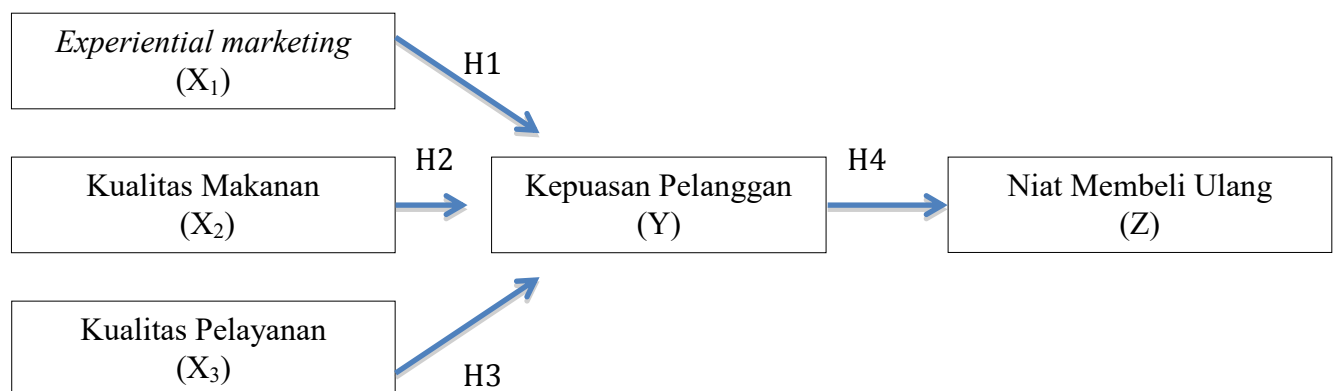 Experiential marketing
(X₁)
H1
Kualitas Makanan
(X₂)
H2
Kepuasan Pelanggan
(Y)
H4
Niat Membeli Ulang
(Z)
Kualitas Pelayanan
(X₃)
H3